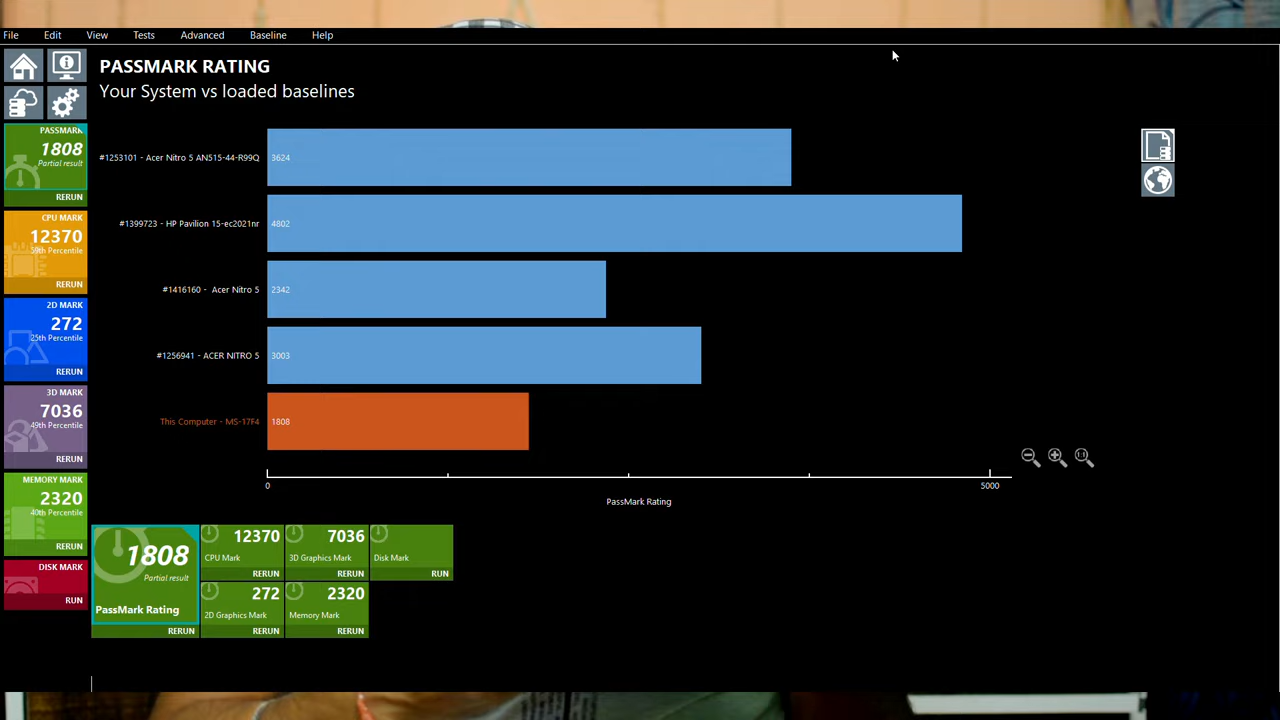 File Edit View Tests Advanced Baseline Help
PASSMARK RATING
Your System vs loaded baselines
PASSMARK
1808
Partial result
RERUN
CPU MARK
12370
59th Percentile
RERUN
2D MARK
272
25th Percentile
RERUN
3D MARK
7036
49th Percentile
RERUN
MEMORY MARK
2320
40th Percentile
RERUN
DISK MARK
RUN
#1253101 - Acer Nitro 5 AN515-44-R99Q 3624
#1399723 - HP Pavilion 15-ec2021nr 4802
#1416160 - Acer Nitro 5 2342
#1256941 - ACER NITRO 5 3003
This Computer - MS-17F4 1808
0 5000
PassMark Rating
1808
Partial result
PassMark Rating
RERUN
12370
CPU Mark
RERUN
7036
3D Graphics Mark
RERUN
Disk Mark
RUN
272
2D Graphics Mark
RERUN
2320
Memory Mark
RERUN